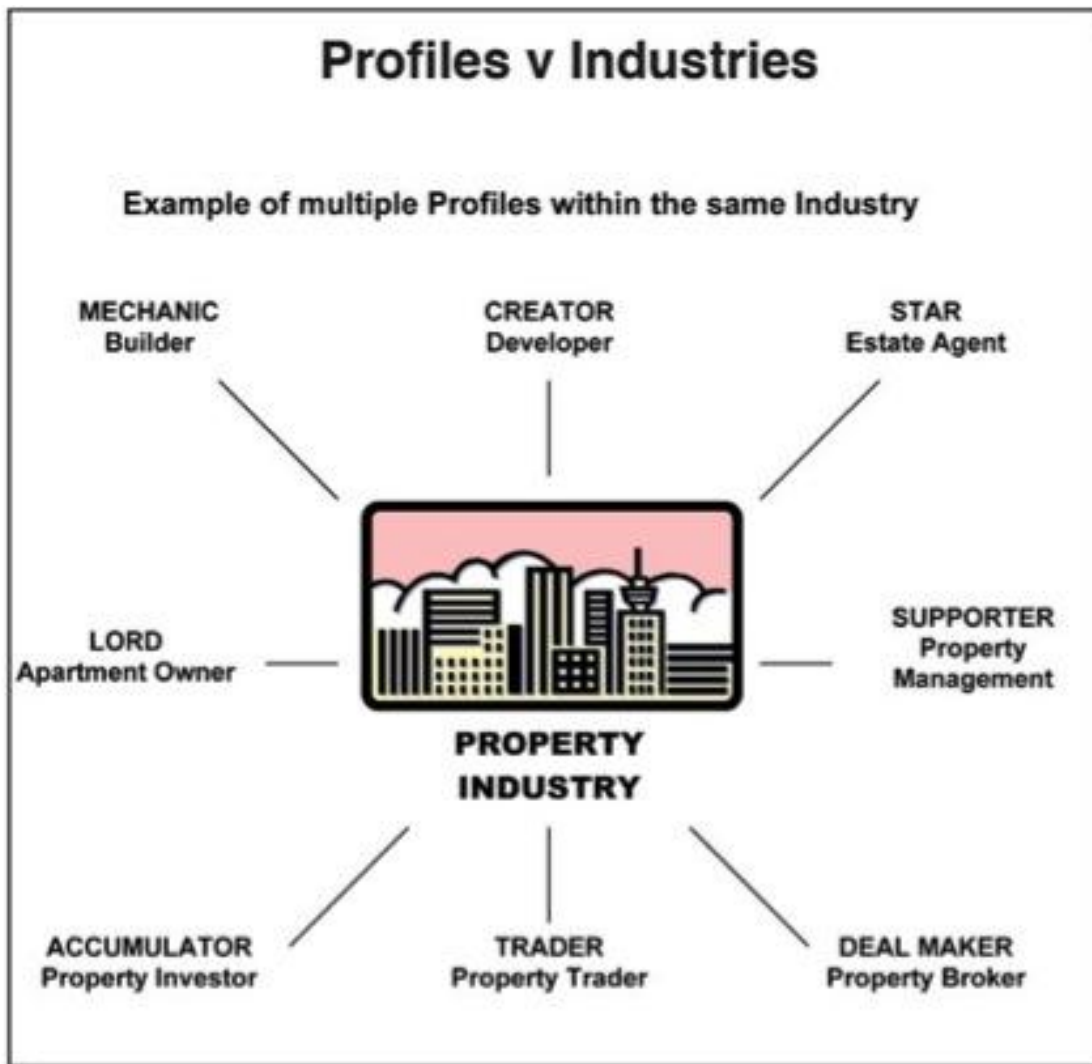 Profiles v Industries
Example of multiple Profiles within the same Industry
MECHANIC
Builder
CREATOR
Developer
STAR
Estate Agent
LORD
Apartment Owner
SUPPORTER
Property
Management
PROPERTY
INDUSTRY
ACCUMULATOR
Property Investor
TRADER
Property Trader
DEAL MAKER
Property Broker